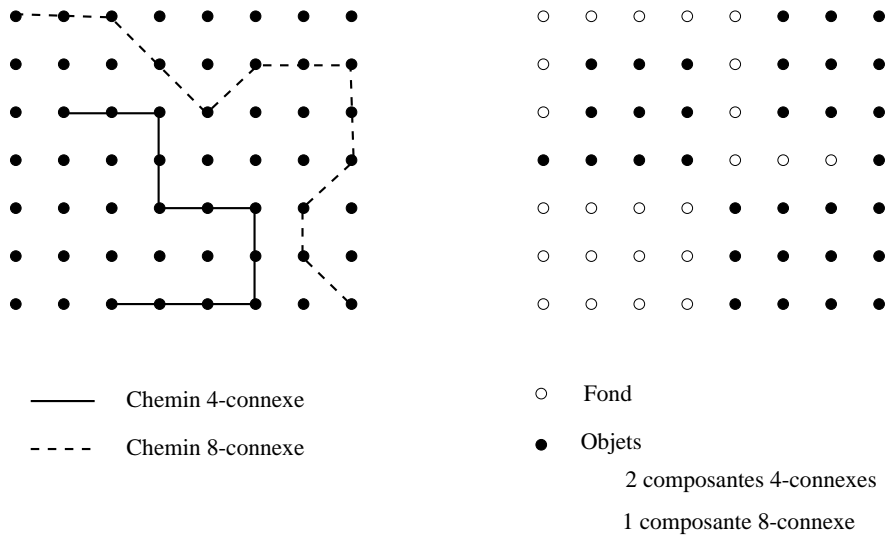 Chemin 4-connexe
Chemin 8-connexe
Fond
Objets
2 composantes 4-connexes
1 composante 8-connexe